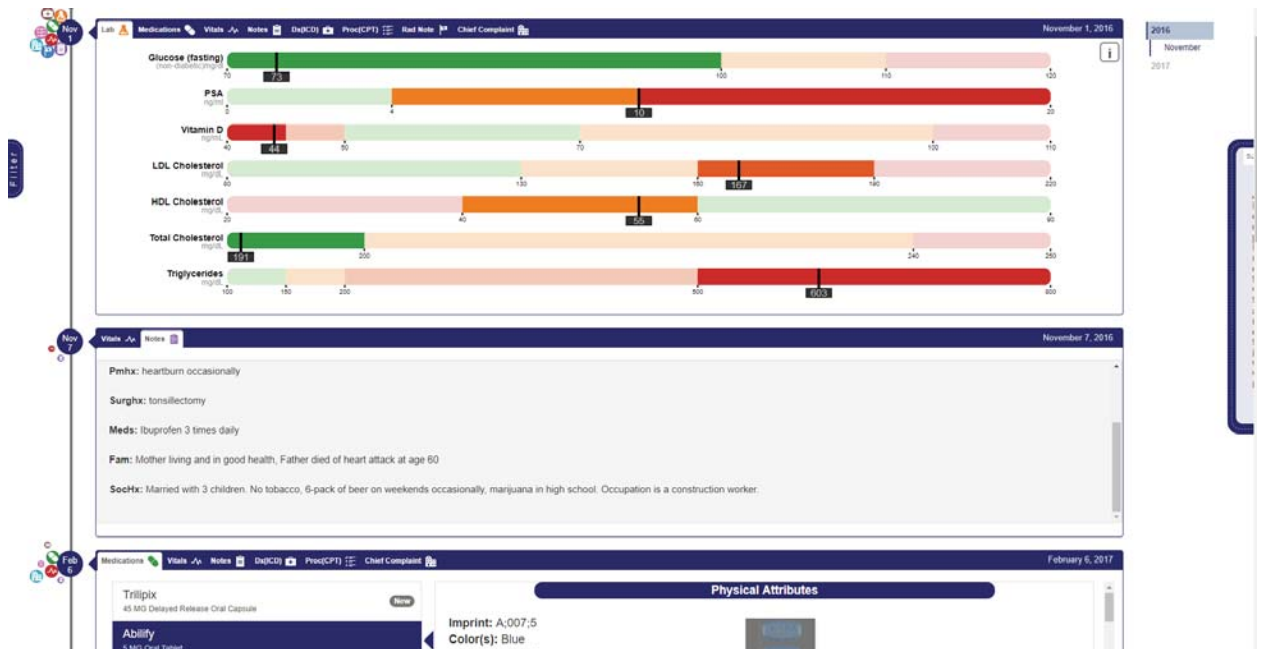 Nov 1
Lab Medications Vitals Notes Dx(ICD) Proc(CPT) Rad Note Chief Complaint November 1, 2016
2016
November
2017
i
Glucose (fasting)
(non-diabetic)mg/dl
70 73 100 110 120
PSA
ng/ml
0 4 10 20
Vitamin D
ng/mL
40 44 50 70 100 110
LDL Cholesterol
mg/dL
80 130 160 167 190 220
HDL Cholesterol
mg/dL
20 40 55 60 90
Total Cholesterol
mg/dL
191 200 240 250
Triglycerides
mg/dL
100 150 200 500 603 800
Filter
Nov 7
Vitals Notes November 7, 2016
Pmhx: heartburn occasionally
Surghx: tonsillectomy
Meds: Ibuprofen 3 times daily
Fam: Mother living and in good health, Father died of heart attack at age 60
SocHx: Married with 3 children. No tobacco, 6-pack of beer on weekends occasionally, marijuana in high school. Occupation is a construction worker.
Feb 6
Medications Vitals Notes Dx(ICD) Proc(CPT) Chief Complaint February 6, 2017
Trilipix
45 MG Delayed Release Oral Capsule
New
Abilify
5 MG Oral Tablet
Physical Attributes
Imprint: A;007;5
Color(s): Blue